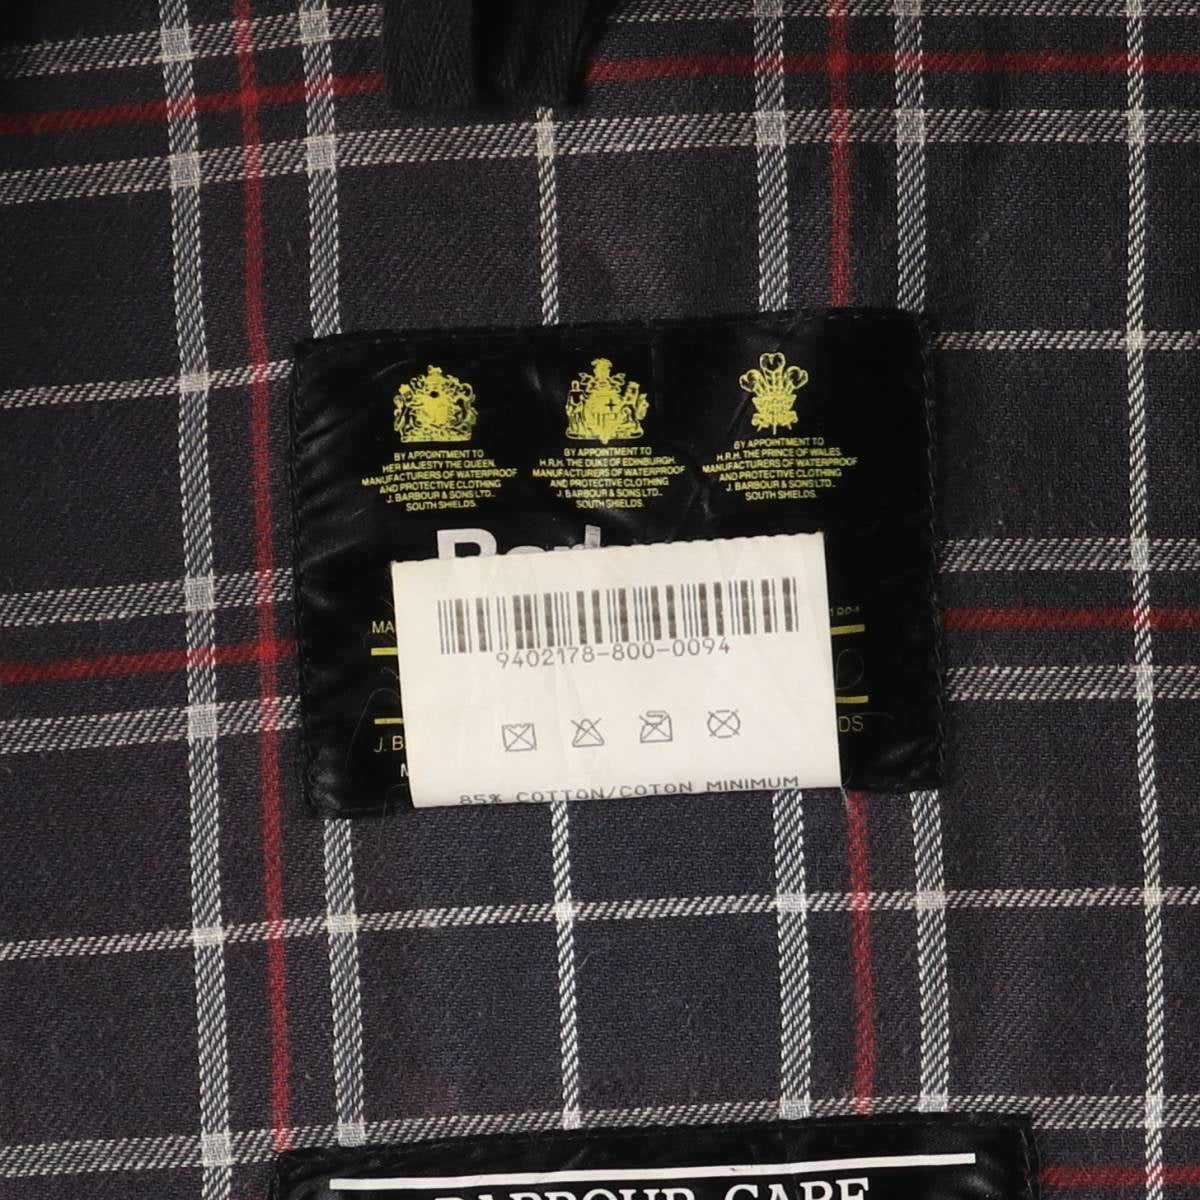 BY APPOINTMENT TO
HER MAJESTY THE QUEEN
MANUFACTURERS OF WATERPROOF
AND PROTECTIVE CLOTHING
J. BARBOUR & SONS LTD.,
SOUTH SHIELDS.
BY APPOINTMENT TO
H.R.H. THE DUKE OF EDINBURGH
MANUFACTURERS OF WATERPROOF
AND PROTECTIVE CLOTHING
J. BARBOUR & SONS LTD.,
SOUTH SHIELDS.
BY APPOINTMENT TO
H.R.H. THE PRINCE OF WALES.
MANUFACTURERS OF WATERPROOF
AND PROTECTIVE CLOTHING
J. BARBOUR & SONS LTD.,
SOUTH SHIELDS.
MA
9402178-800-0094
J. B
DS
85% COTTON/COTON MINIMUM